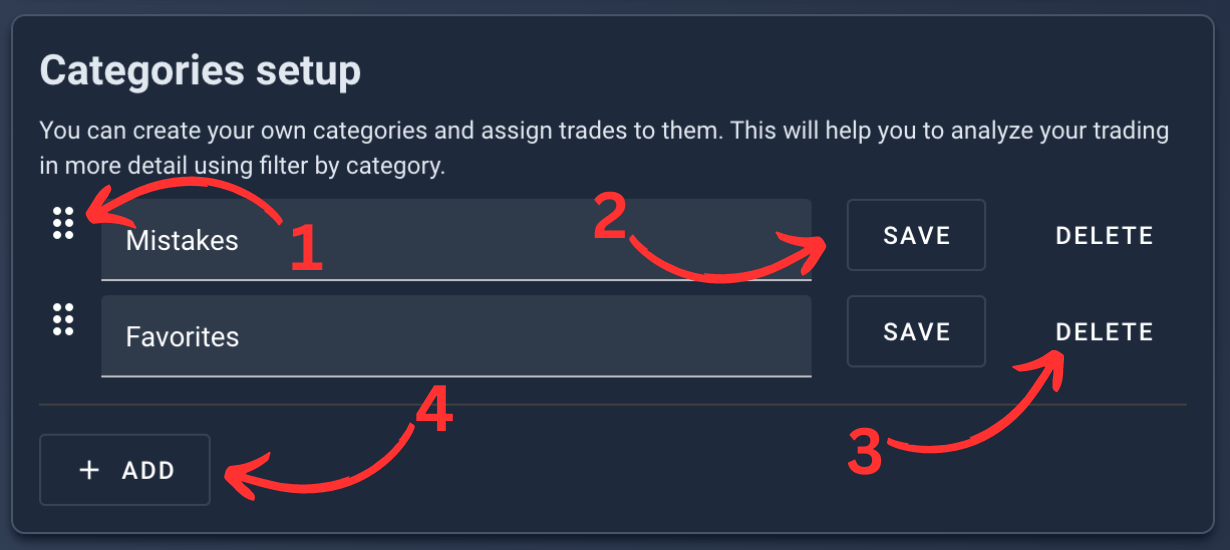 Categories setup
You can create your own categories and assign trades to them. This will help you to analyze your trading
in more detail using filter by category.
Mistakes
1
2
SAVE
DELETE
Favorites
SAVE
DELETE
4
3
+ ADD